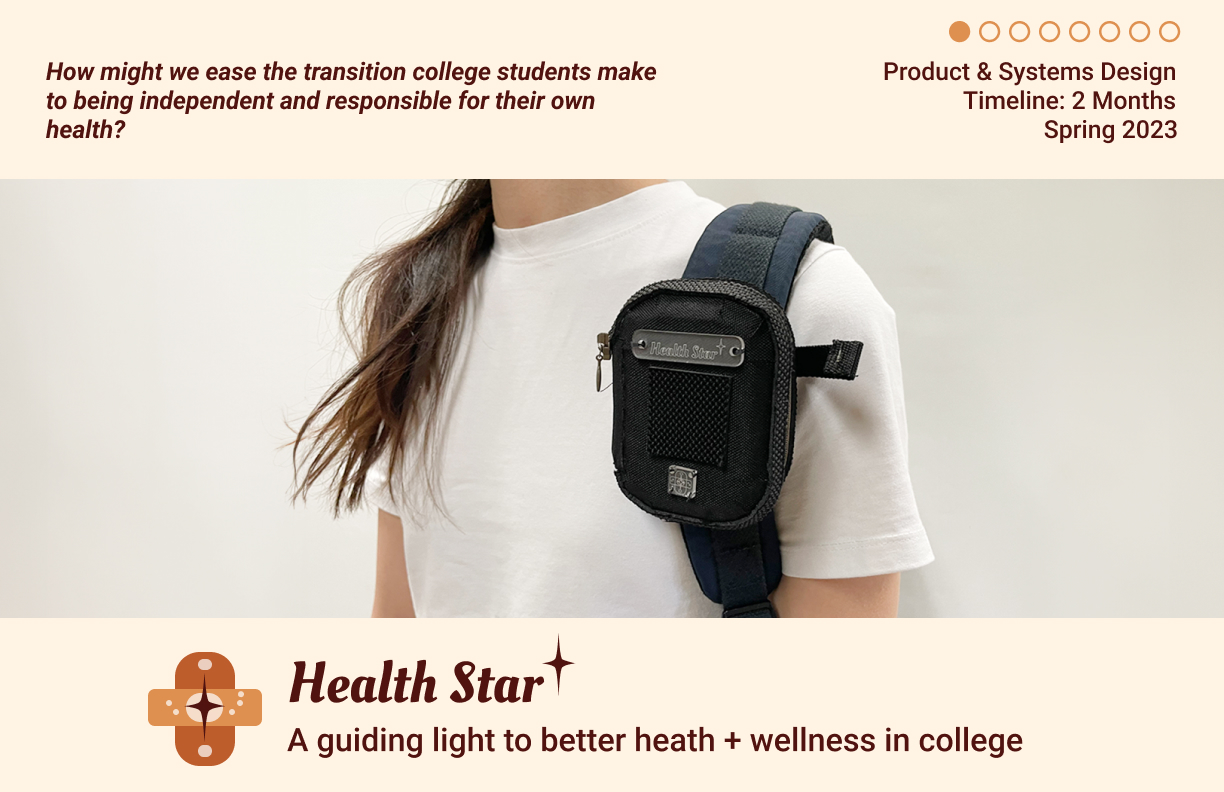 How might we ease the transition college students make
to being independent and responsible for their own
health?
Product & Systems Design
Timeline: 2 Months
Spring 2023
Health Star
Health Star
A guiding light to better heath + wellness in college